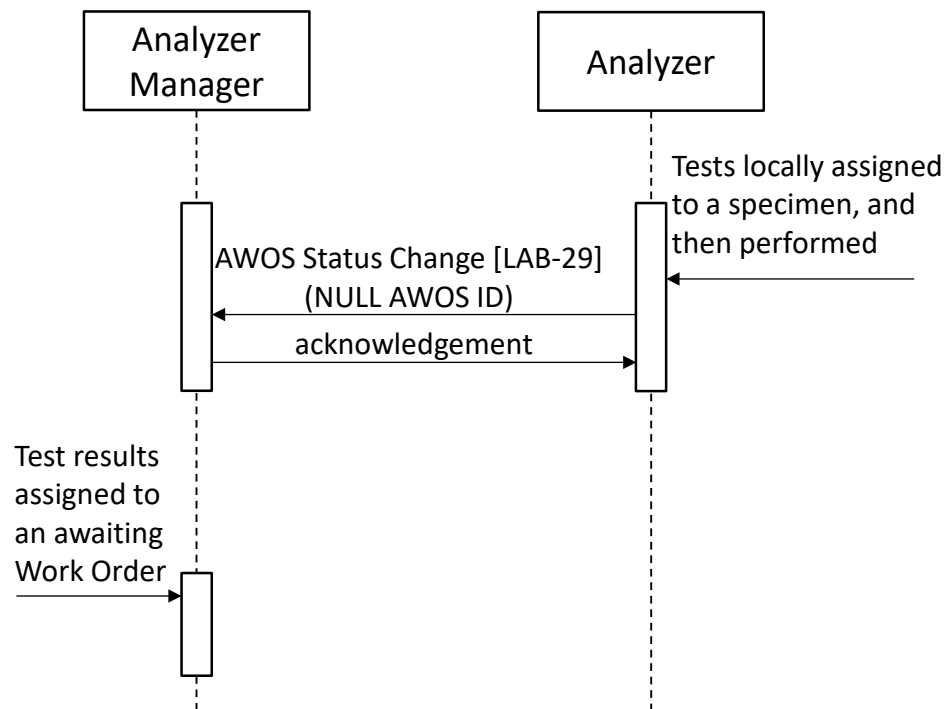 Analyzer
Manager
Analyzer
Tests locally assigned
to a specimen, and
then performed
AWOS Status Change [LAB-29]
(NULL AWOS ID)
acknowledgement
Test results
assigned to
an awaiting
Work Order